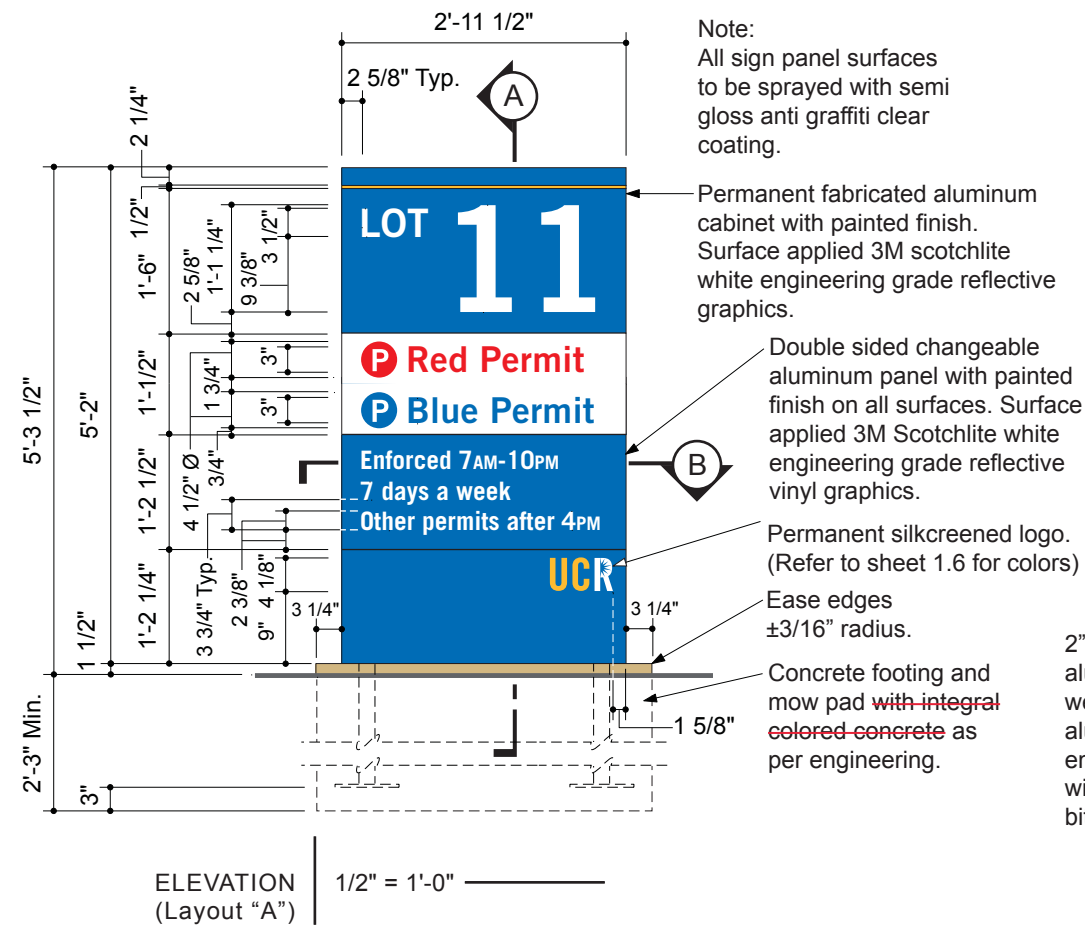 2'-11 1/2"
2 5/8" Typ.
A
Note:
All sign panel surfaces
to be sprayed with semi
gloss anti graffiti clear
coating.
2 1/4"
1/2"
1'-6"
1'-1/2"
1'-2 1/2"
1'-2 1/4"
5'-3 1/2"
5'-2"
1 1/2"
2'-3" Min.
3"
2 5/8"
1'-1 1/4"
9 3/8"
3 1/2"
4 1/2" Ø
3/4"
1 3/4"
3"
3"
3 3/4" Typ.
2 3/8"
9"
4 1/8"
3 1/4"
LOT 11
P Red Permit
P Blue Permit
Enforced 7AM-10PM
7 days a week
Other permits after 4PM
UCR
B
3 1/4"
1 5/8"
Permanent fabricated aluminum
cabinet with painted finish.
Surface applied 3M scotchlite
white engineering grade reflective
graphics.
Double sided changeable
aluminum panel with painted
finish on all surfaces. Surface
applied 3M Scotchlite white
engineering grade reflective
vinyl graphics.
Permanent silkscreened logo.
(Refer to sheet 1.6 for colors)
Ease edges
±3/16” radius.
Concrete footing and
mow pad with integral
colored concrete as
per engineering.
2”
alu
we
alu
en
wi
bit
ELEVATION
(Layout “A”)
1/2" = 1'-0"